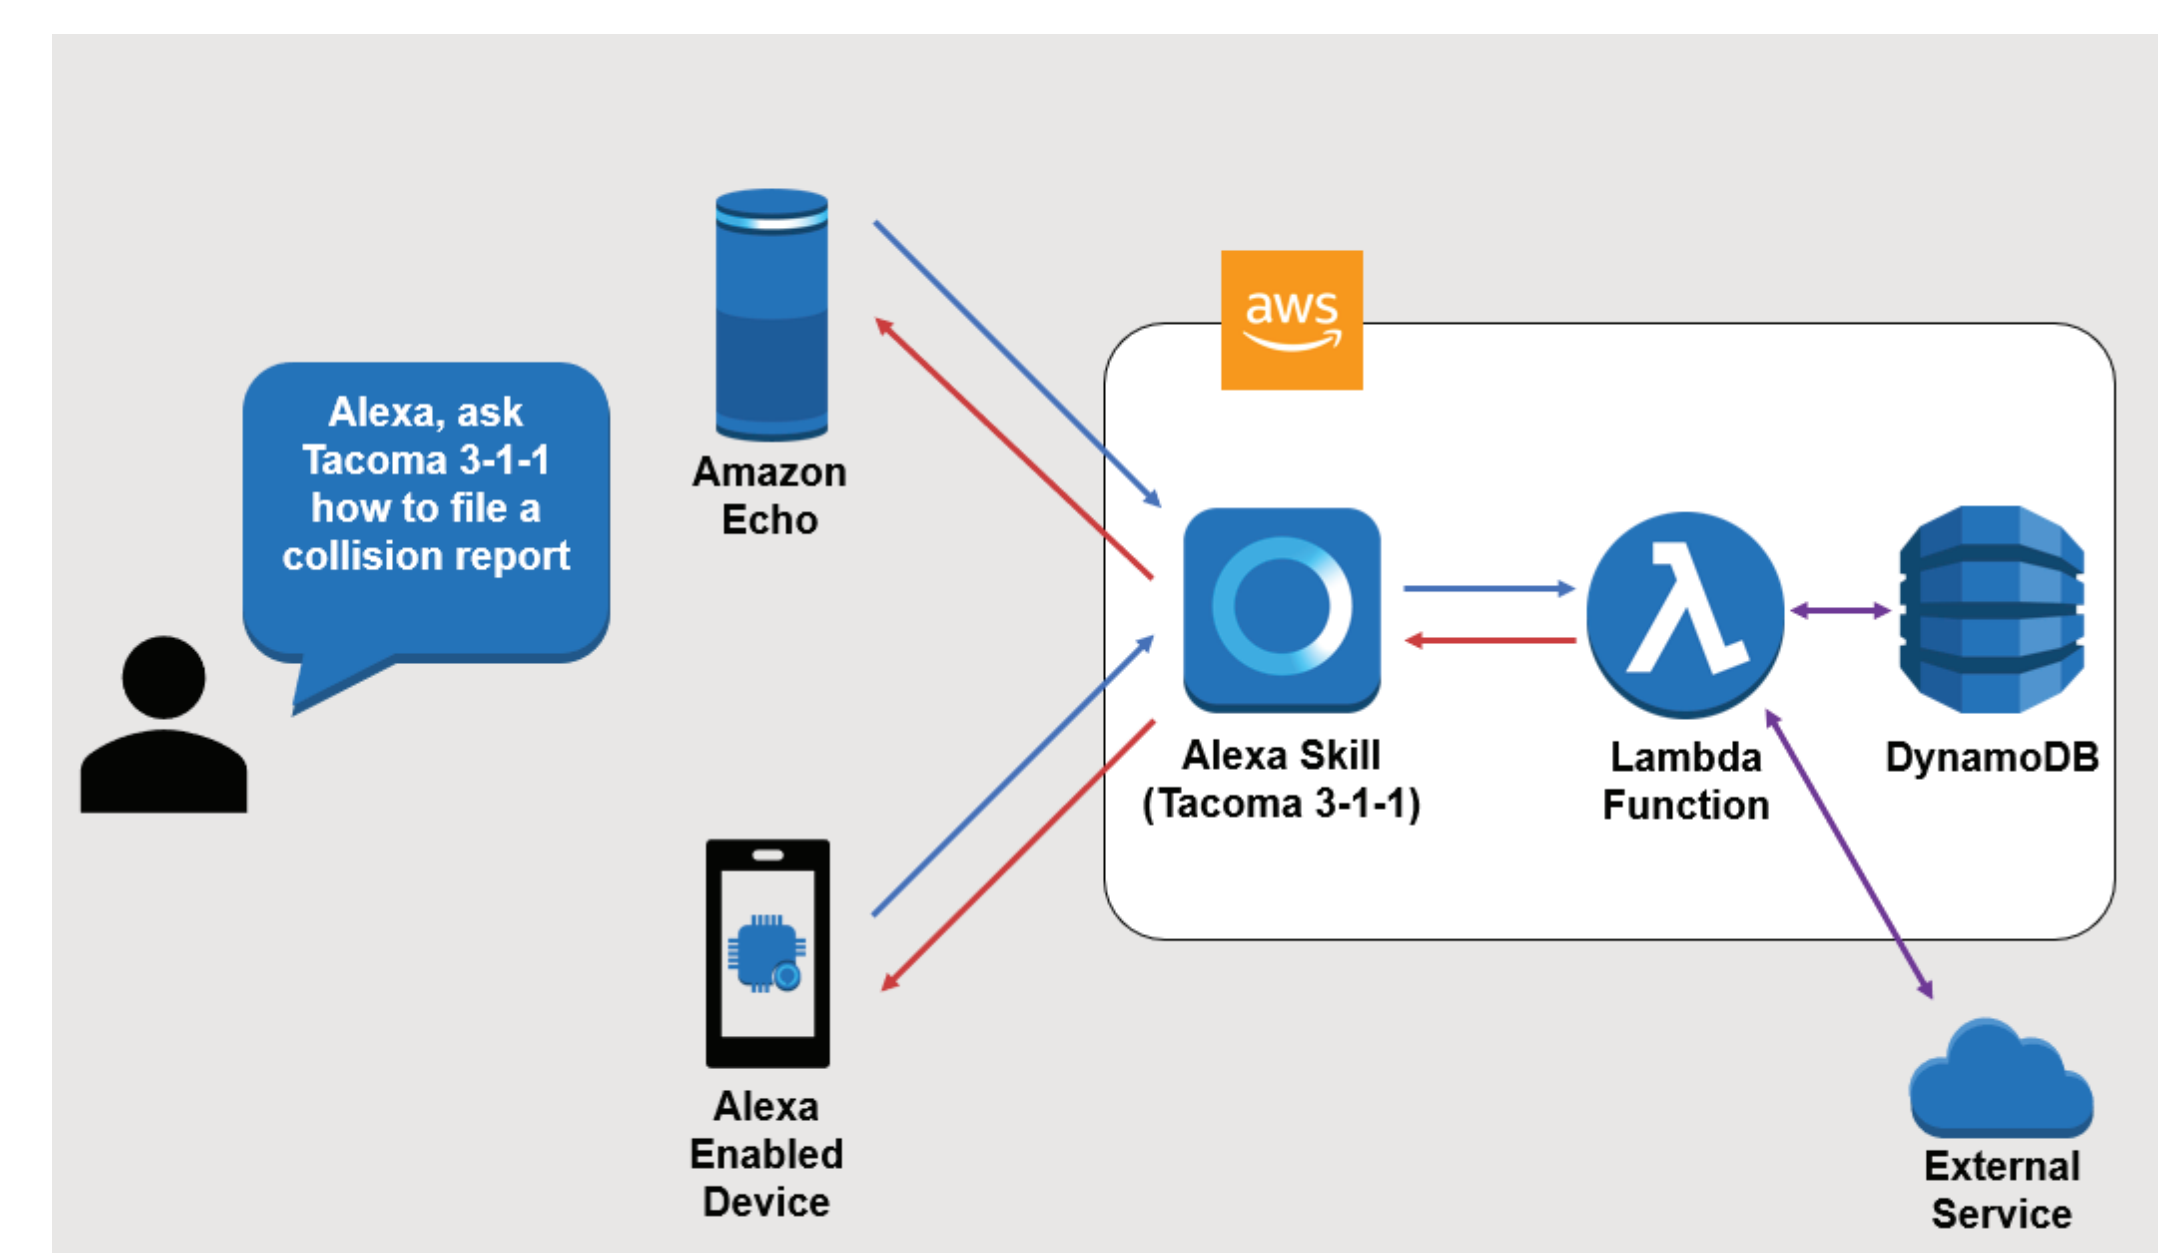 Alexa, ask
Tacoma 3-1-1
how to file a
collision report
Amazon
Echo
aws
Alexa Skill
(Tacoma 3-1-1)
Lambda
Function
DynamoDB
Alexa
Enabled
Device
External
Service